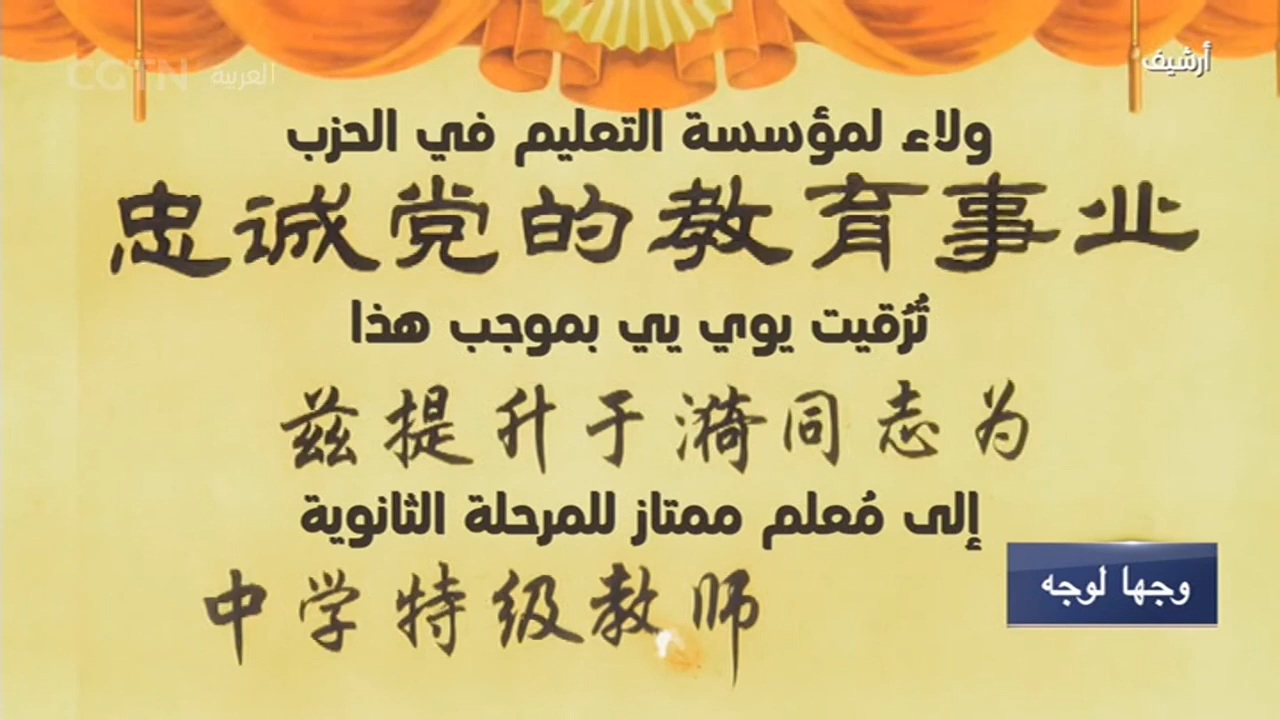 CGTN العربية
أرشيف
ولاء لمؤسسة التعليم في الحزب
忠诚党的教育事业
تُرُقيت يوي يي بموجب هذا
兹提升于漪同志为
إلى مُعلم ممتاز للمرحلة الثانوية
中学特级教师
وجها لوجه